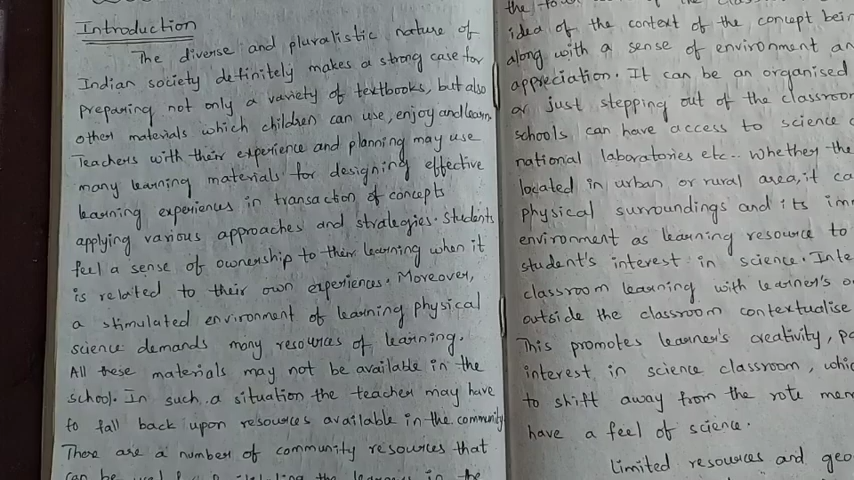 Introduction
The diverse and pluralistic nature of
Indian society definitely makes a strong case for
preparing not only a variety of textbooks, but also
other materials which children can use, enjoy and learn
Teachers with their experience and planning may use
many learning materials for designing effective
learning experiences in transaction of concepts
applying various approaches and strategies. Students
feel a sense of ownership to their learning when it
is related to their own experiences. Moreover,
a stimulated environment of learning physical
science demands many resources of learning.
All these materials may not be available in the
school. In such a situation the teacher may have
to fall back upon resources available in the community
There are a number of community resources that
can be
the
idea of the context of the concept bein
along with a sense of environment an
appreciation. It can be an organised
or just stepping out of the classroom
schools can have access to science c
national laboratories etc.. Whether the
located in urban or rural area, it ca
physical surroundings and its imm
environment as learning resource to
student's interest in science. Inte
classroom learning with learner's o
outside the classroom contextualise
This promotes learner's creativity, pa
interest in science classroom, whic
to shift away from the rote mem
have a feel of science.
Limited resources and geo